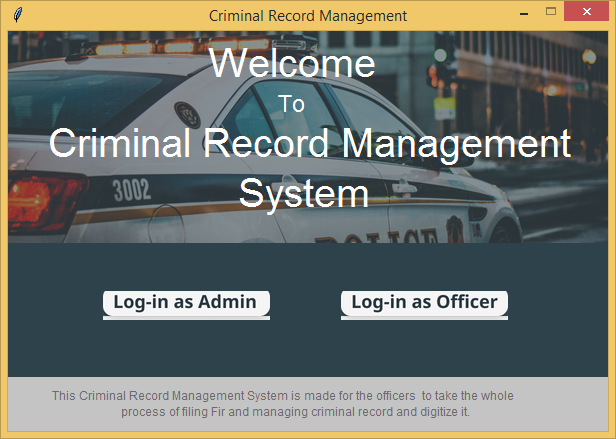 Criminal Record Management
Welcome
To
Criminal Record Management
System
3002
POLICE
Log-in as Admin
Log-in as Officer
This Criminal Record Management System is made for the officers  to take the whole
process of filing Fir and managing criminal record and digitize it.